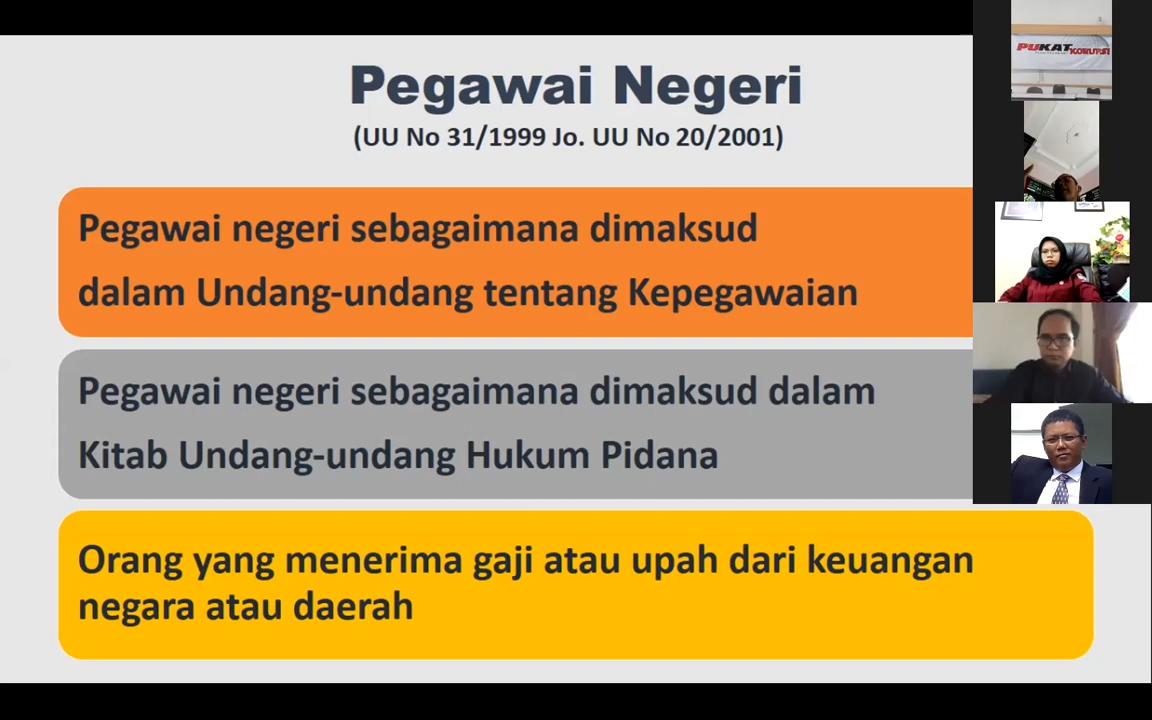 Pegawai Negeri
(UU No 31/1999 Jo. UU No 20/2001)
Pegawai negeri sebagaimana dimaksud
dalam Undang-undang tentang Kepegawaian
Pegawai negeri sebagaimana dimaksud dalam
Kitab Undang-undang Hukum Pidana
Orang yang menerima gaji atau upah dari keuangan
negara atau daerah
PUKAT
KORUPSI